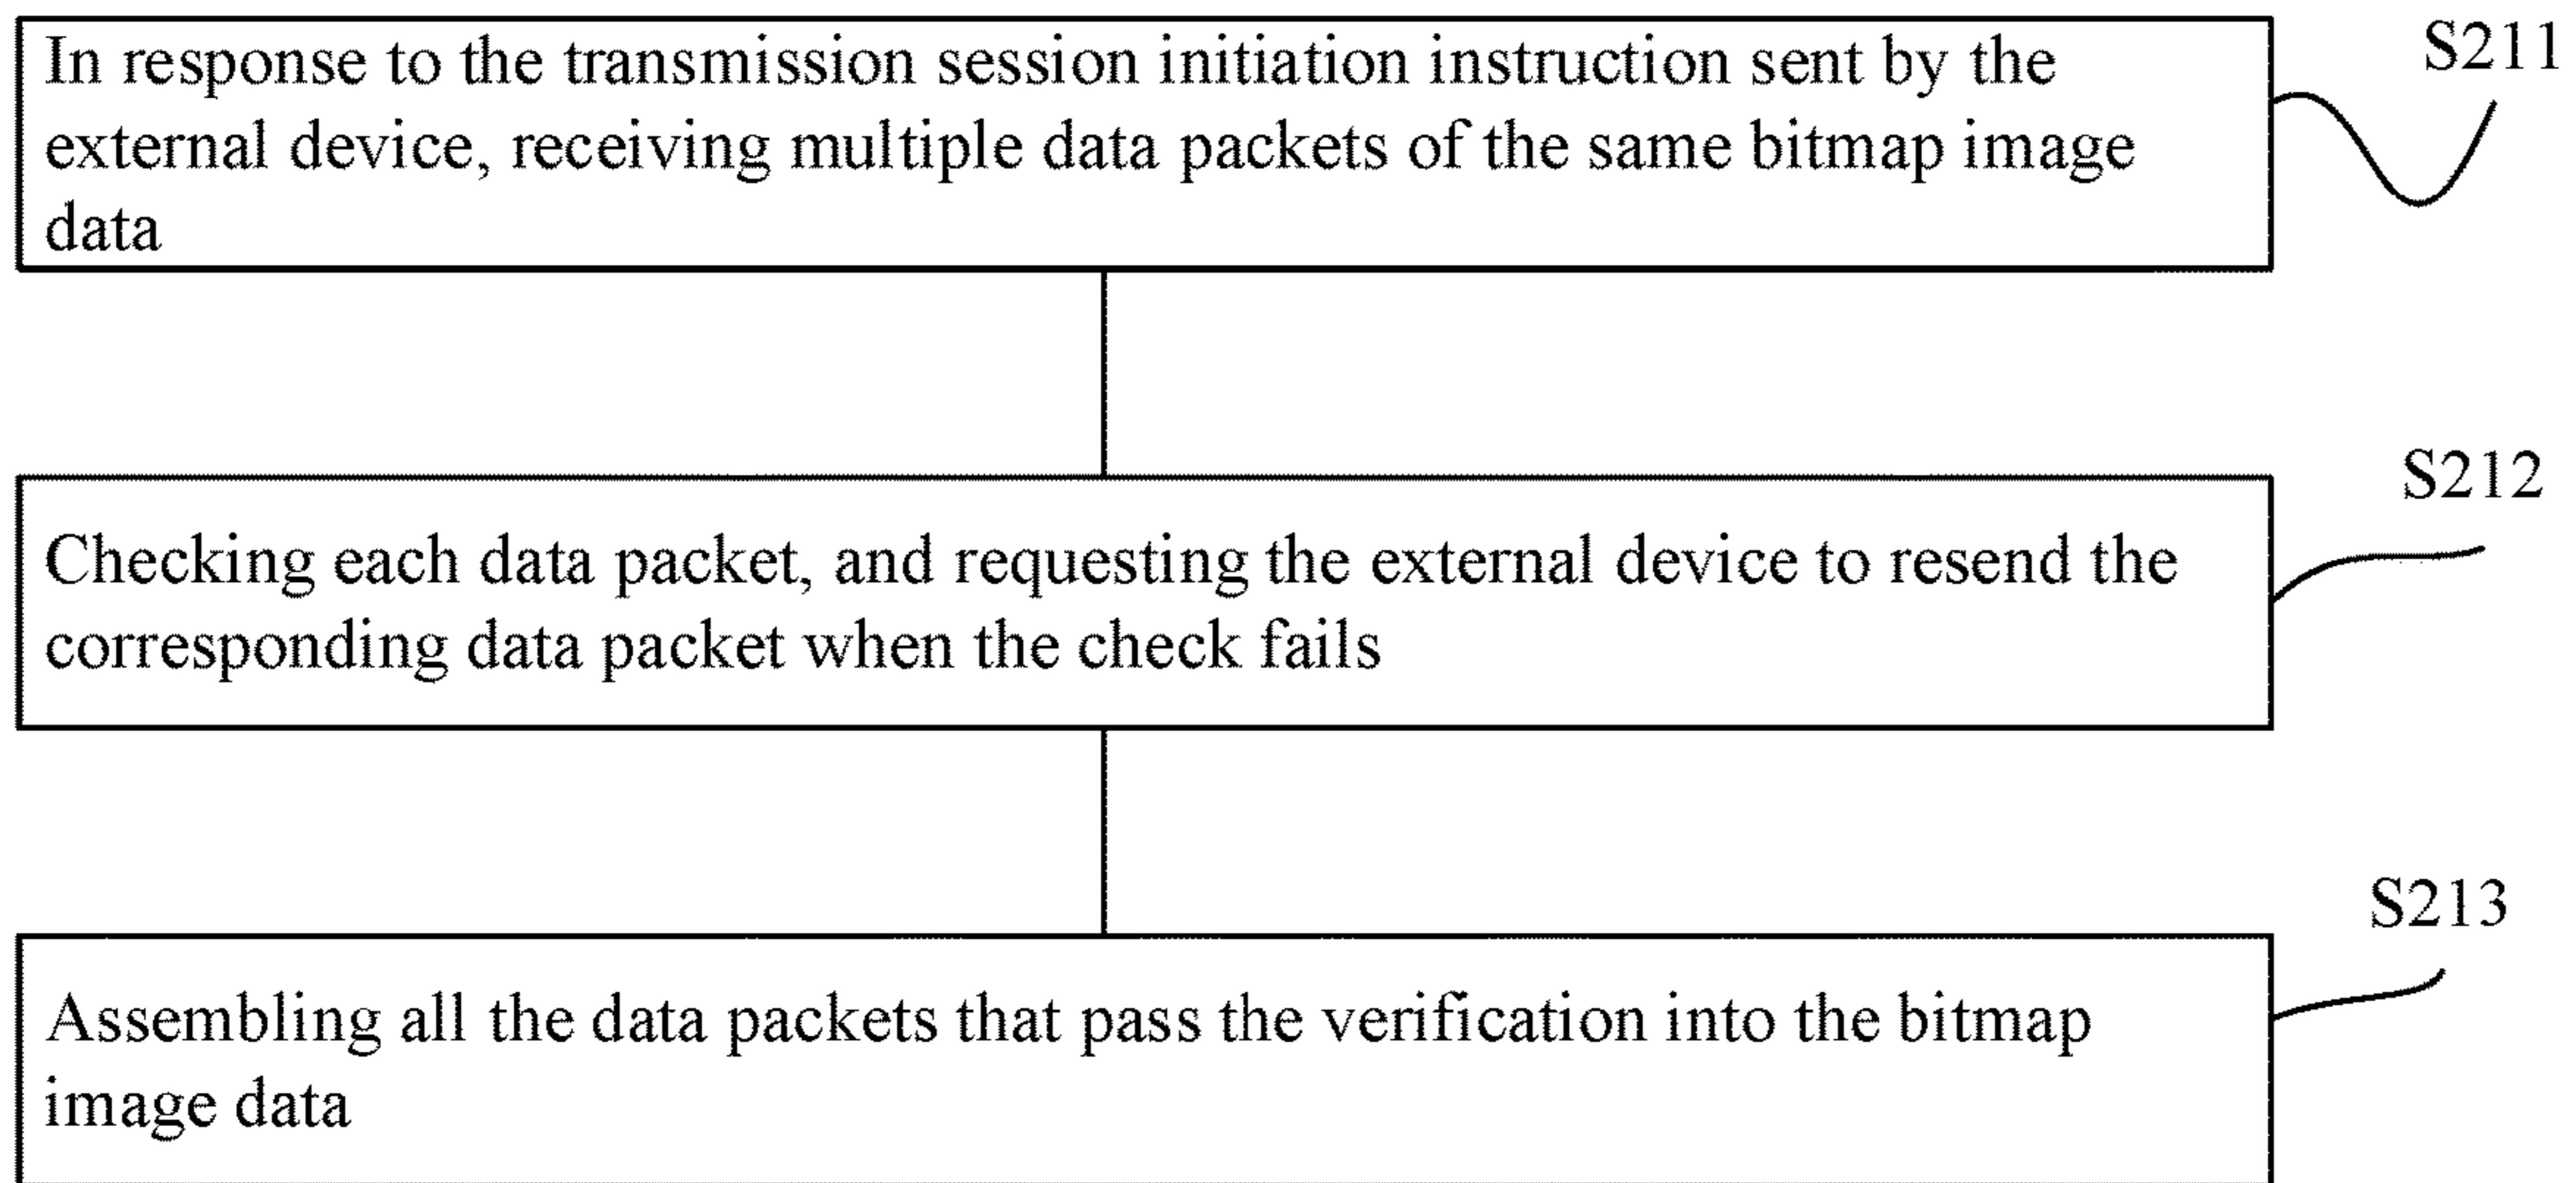 In response to the transmission session initiation instruction sent by the
S211
external device, receiving multiple data packets of the same bitmap image
data
S212
Checking each data packet, and requesting the external device to resend the
corresponding data packet when the check fails
S213
Assembling all the data packets that pass the verification into the bitmap
image data